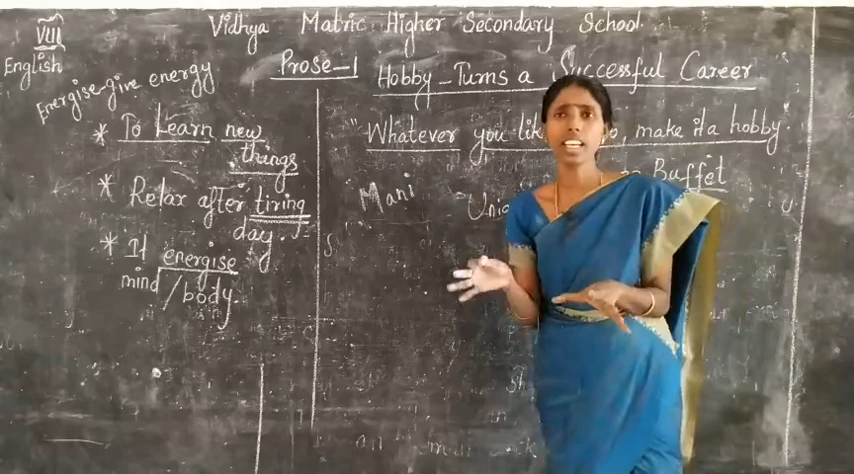 VIII
English
Vidhya Matric Higher Secondary School
Prose-1
Hobby-Turns a Successful Career
Energise-give energy
* To Learn new
things
* Relax after tiring
day.
* It energise
mind/body
"Whatever you make it a hobby"
Buffet
Mani